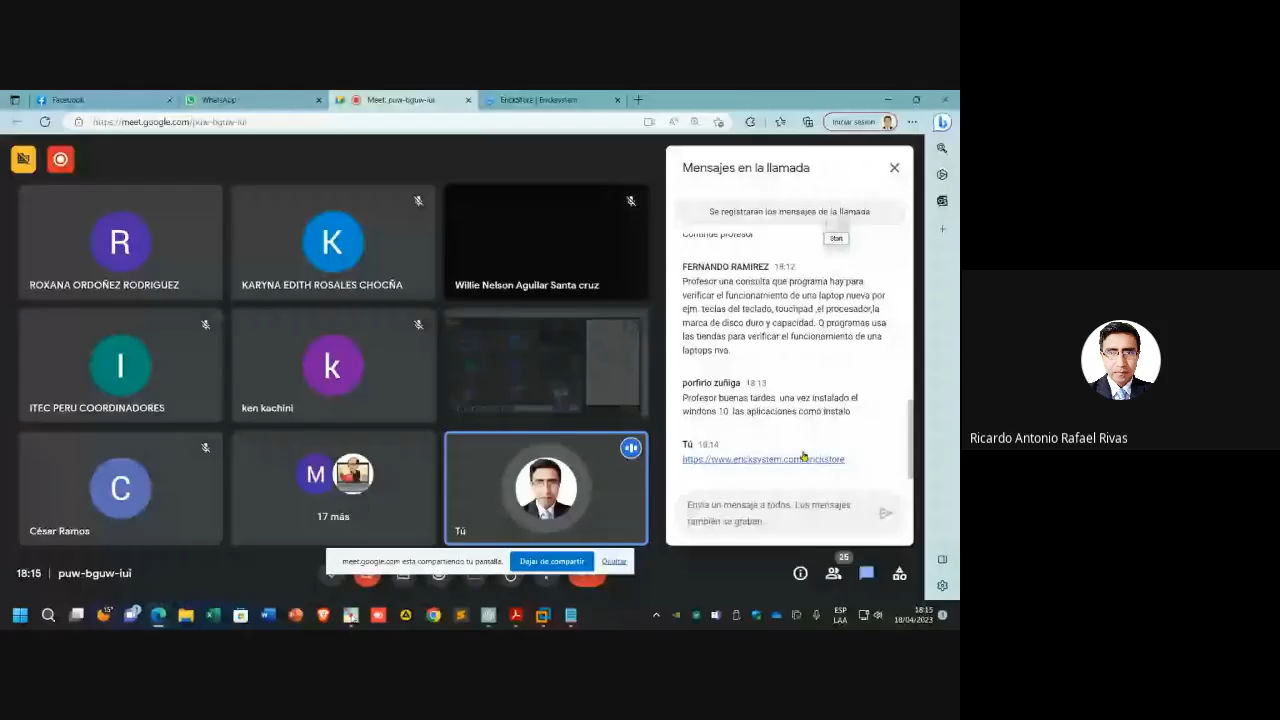 Facebook
WhatsApp
Meet: puw-bguw-iui
ErickStore | Ericksystem
https://meet.google.com/puw-bguw-iui
Iniciar sesión
Mensajes en la llamada
Se registrarán los mensajes de la llamada
Continue profesor
Start
FERNANDO RAMIREZ 18:12
Profesor una consulta que programa hay para
verificar el funcionamiento de una laptop nueva por
ejm. teclas del teclado, touchpad ,el procesador,la
marca de disco duro y capacidad. O programas usa
las tiendas para verificar el funcionamiento de una
laptops nva.
porfirio zuñiga 18:13
Profesor buenas tardes una vez instalado el
windons 10 las aplicaciones como instalo
Tú 18:14
https://www.ericksystem.com/erickstore
Envía un mensaje a todos. Los mensajes
también se graban.
R
ROXANA ORDOÑEZ RODRIGUEZ
K
KARYNA EDITH ROSALES CHOCÑA
Willie Nelson Aguilar Santa cruz
I
ITEC PERU COORDINADORES
k
ken kachini
C
César Ramos
M
17 más
Tú
meet.google.com está compartiendo tu pantalla.
Dejar de compartir
Ocultar
18:15
puw-bguw-iui
25
15°
ESP
LAA
18:15
18/04/2023
Ricardo Antonio Rafael Rivas